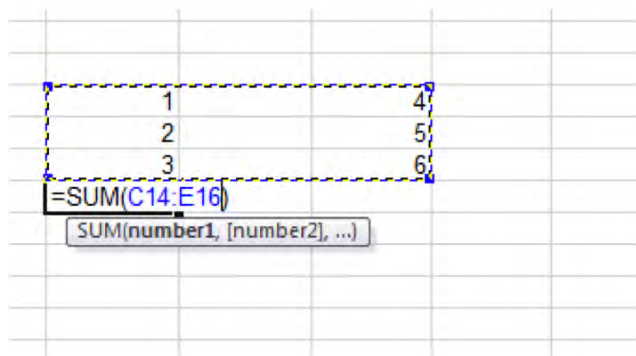 1 4
2 5
3 6
=SUM(C14:E16)
SUM(number1, [number2], ...)